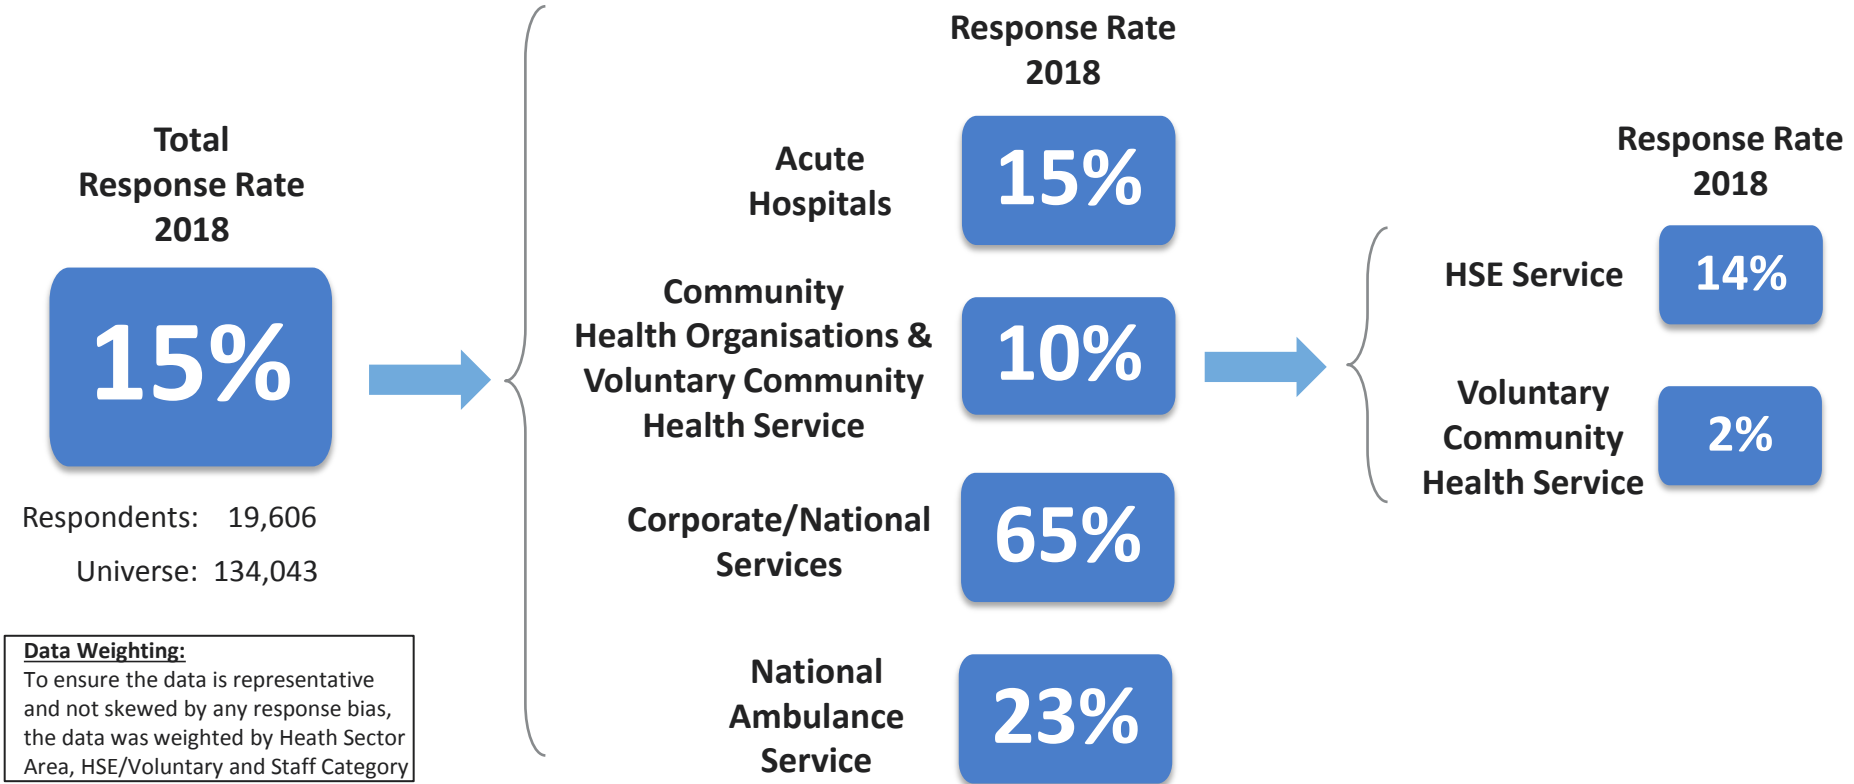 Total
Response Rate
2018
15%
Respondents: 19,606
Universe: 134,043
Data Weighting:
To ensure the data is representative
and not skewed by any response bias,
the data was weighted by Heath Sector
Area, HSE/Voluntary and Staff Category
Response Rate
2018
Acute
Hospitals
15%
Community
Health Organisations &
Voluntary Community
Health Service
10%
Corporate/National
Services
65%
National
Ambulance
Service
23%
Response Rate
2018
HSE Service
14%
Voluntary
Community
Health Service
2%